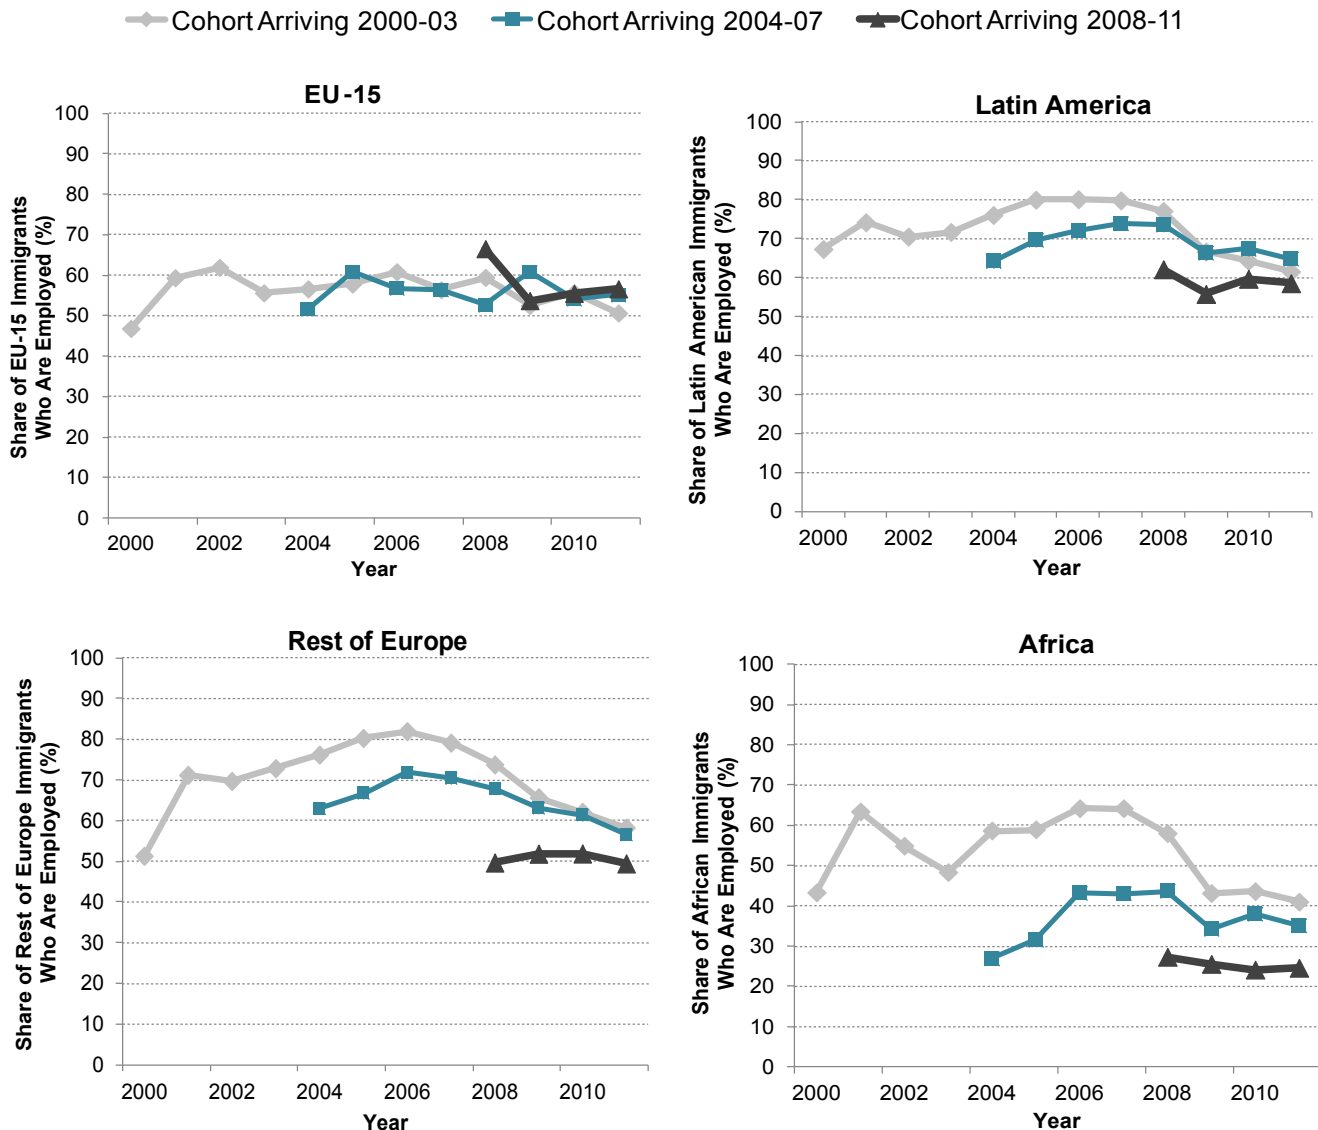 Cohort Arriving 2000-03 Cohort Arriving 2004-07 Cohort Arriving 2008-11
EU-15
Share of EU-15 Immigrants
Who Are Employed (%)
100
90
80
70
60
50
40
30
20
10
0
2000 2002 2004 2006 2008 2010
Year
Latin America
Share of Latin American Immigrants
Who Are Employed (%)
100
90
80
70
60
50
40
30
20
10
0
2000 2002 2004 2006 2008 2010
Year
Rest of Europe
Share of Rest of Europe Immigrants
Who Are Employed (%)
100
90
80
70
60
50
40
30
20
10
0
2000 2002 2004 2006 2008 2010
Year
Africa
Share of African Immigrants
Who Are Employed (%)
100
90
80
70
60
50
40
30
20
10
0
2000 2002 2004 2006 2008 2010
Year